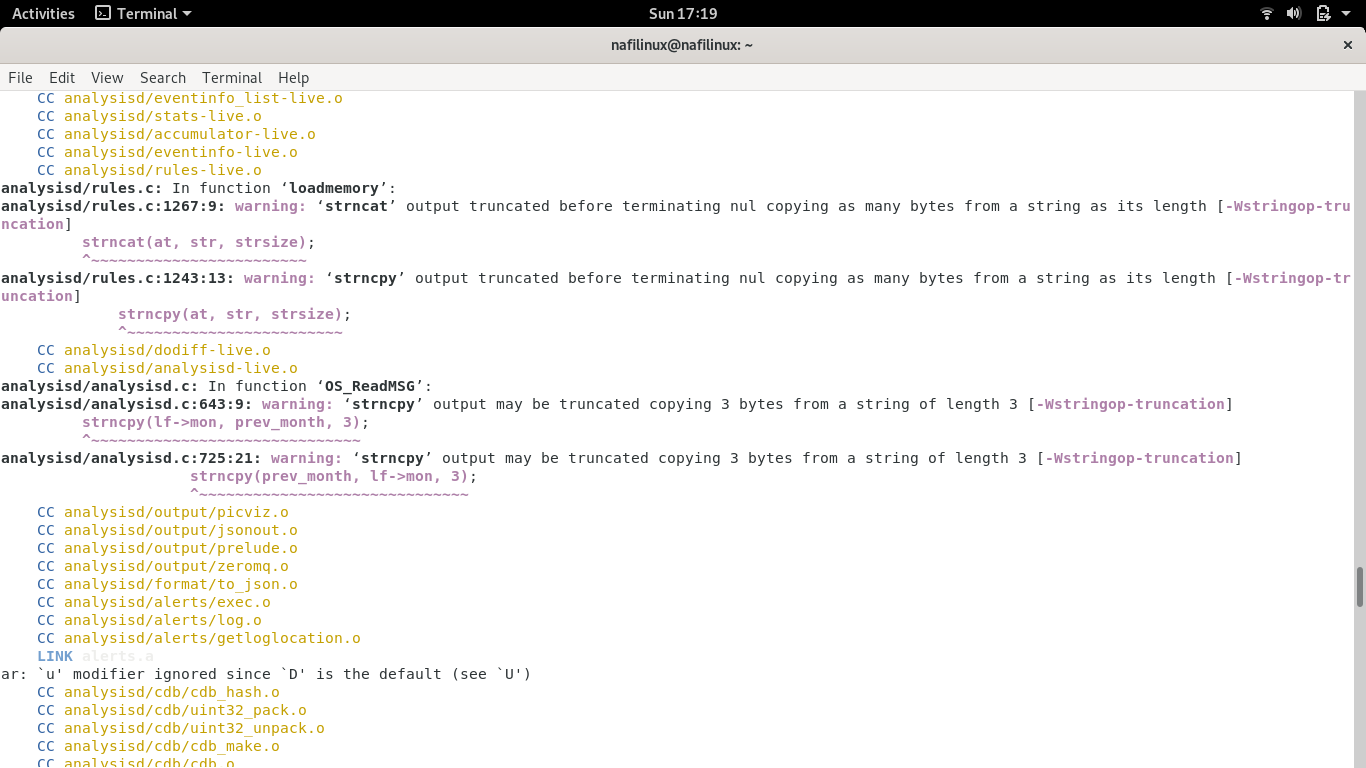 Activities Terminal Sun 17:19
nafilinux@nafilinux: ~ ×
File Edit View Search Terminal Help
CC analysisd/eventinfo_list-live.o
CC analysisd/stats-live.o
CC analysisd/accumulator-live.o
CC analysisd/eventinfo-live.o
CC analysisd/rules-live.o
analysisd/rules.c: In function ‘loadmemory’:
analysisd/rules.c:1267:9: warning: ‘strncat’ output truncated before terminating nul copying as many bytes from a string as its length [-Wstringop-tru
ncation]
strncat(at, str, strsize);
^~~~~~~~~~~~~~~~~~~~~~~~~
analysisd/rules.c:1243:13: warning: ‘strncpy’ output truncated before terminating nul copying as many bytes from a string as its length [-Wstringop-tr
uncation]
strncpy(at, str, strsize);
^~~~~~~~~~~~~~~~~~~~~~~~~
CC analysisd/dodiff-live.o
CC analysisd/analysisd-live.o
analysisd/analysisd.c: In function ‘OS_ReadMSG’:
analysisd/analysisd.c:643:9: warning: ‘strncpy’ output may be truncated copying 3 bytes from a string of length 3 [-Wstringop-truncation]
strncpy(lf->mon, prev_month, 3);
^~~~~~~~~~~~~~~~~~~~~~~~~~~~~~~
analysisd/analysisd.c:725:21: warning: ‘strncpy’ output may be truncated copying 3 bytes from a string of length 3 [-Wstringop-truncation]
strncpy(prev_month, lf->mon, 3);
^~~~~~~~~~~~~~~~~~~~~~~~~~~~~~~
CC analysisd/output/picviz.o
CC analysisd/output/jsonout.o
CC analysisd/output/prelude.o
CC analysisd/output/zeromq.o
CC analysisd/format/to_json.o
CC analysisd/alerts/exec.o
CC analysisd/alerts/log.o
CC analysisd/alerts/getloglocation.o
LINK alerts.a
ar: `u' modifier ignored since `D' is the default (see `U')
CC analysisd/cdb/cdb_hash.o
CC analysisd/cdb/uint32_pack.o
CC analysisd/cdb/uint32_unpack.o
CC analysisd/cdb/cdb_make.o
CC analysisd/cdb/cdb.o